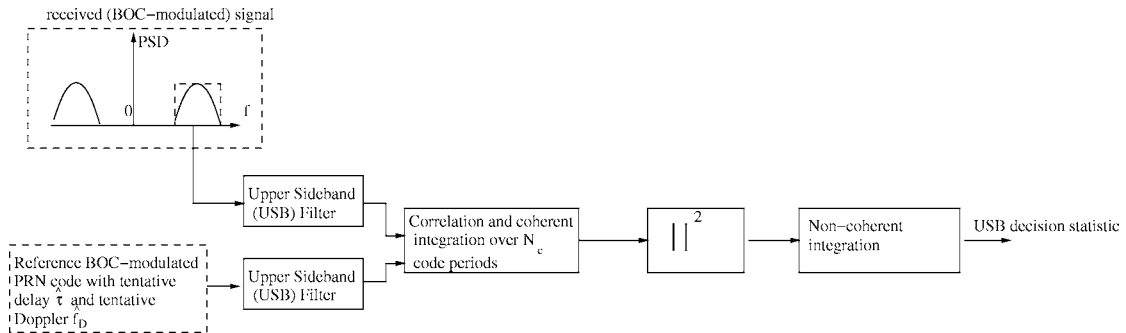 received (BOC-modulated) signal
PSD
0
f
Upper Sideband
(USB) Filter
Correlation and coherent
integration over N_c
code periods
| |²
Non-coherent
integration
USB decision statistic
Reference BOC-modulated
PRN code with tentative
delay τ̂ and tentative
Doppler f̂_D
Upper Sideband
(USB) Filter